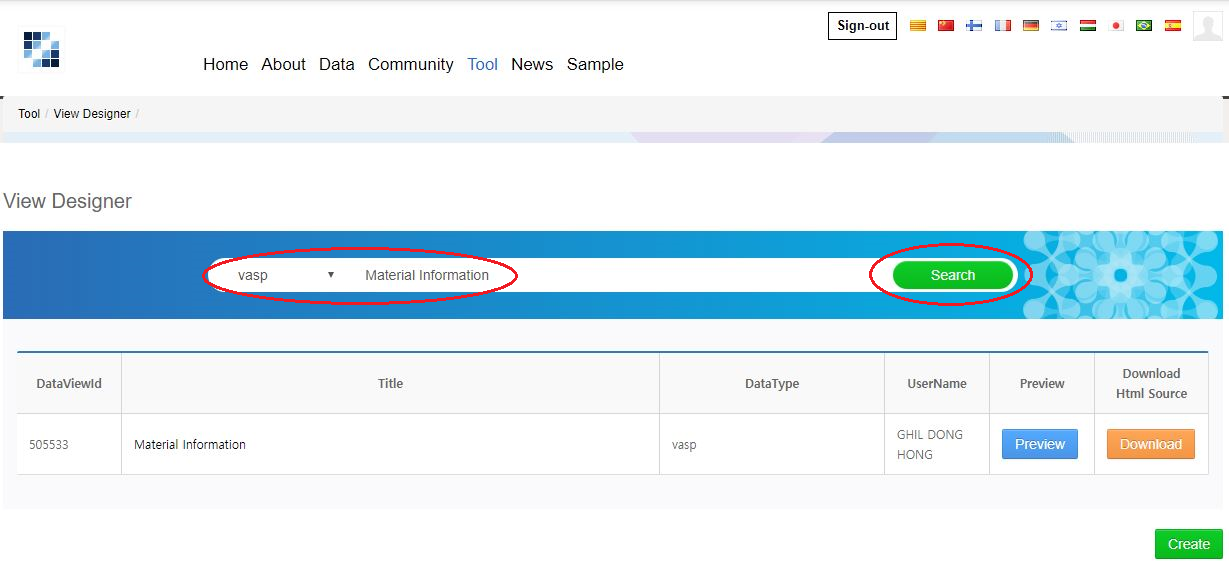 Sign-out
Home About Data Community Tool News Sample
Tool / View Designer /
View Designer
vasp ▼ Material Information Search
DataViewId Title DataType UserName Preview Download Html Source
505533 Material Information vasp GHIL DONG HONG Preview Download
Create